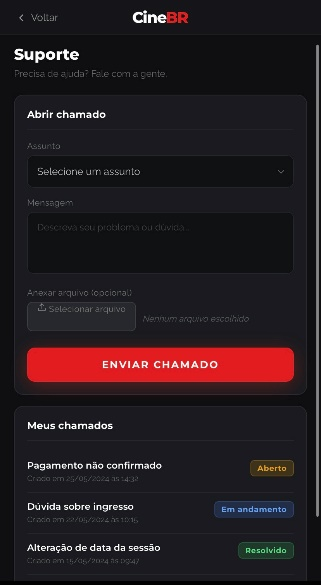 Voltar
CineBR
Suporte
Precisa de ajuda? Fale com a gente.
Abrir chamado
Assunto
Selecione um assunto
Mensagem
Descreva seu problema ou dúvida...
Anexar arquivo (opcional)
Selecionar arquivo
Nenhum arquivo escolhido
ENVIAR CHAMADO
Meus chamados
Pagamento não confirmado
Criado em 25/05/2024 às 14:32
Aberto
Dúvida sobre ingresso
Criado em 22/05/2024 às 10:15
Em andamento
Alteração de data da sessão
Criado em 15/05/2024 às 09:47
Resolvido